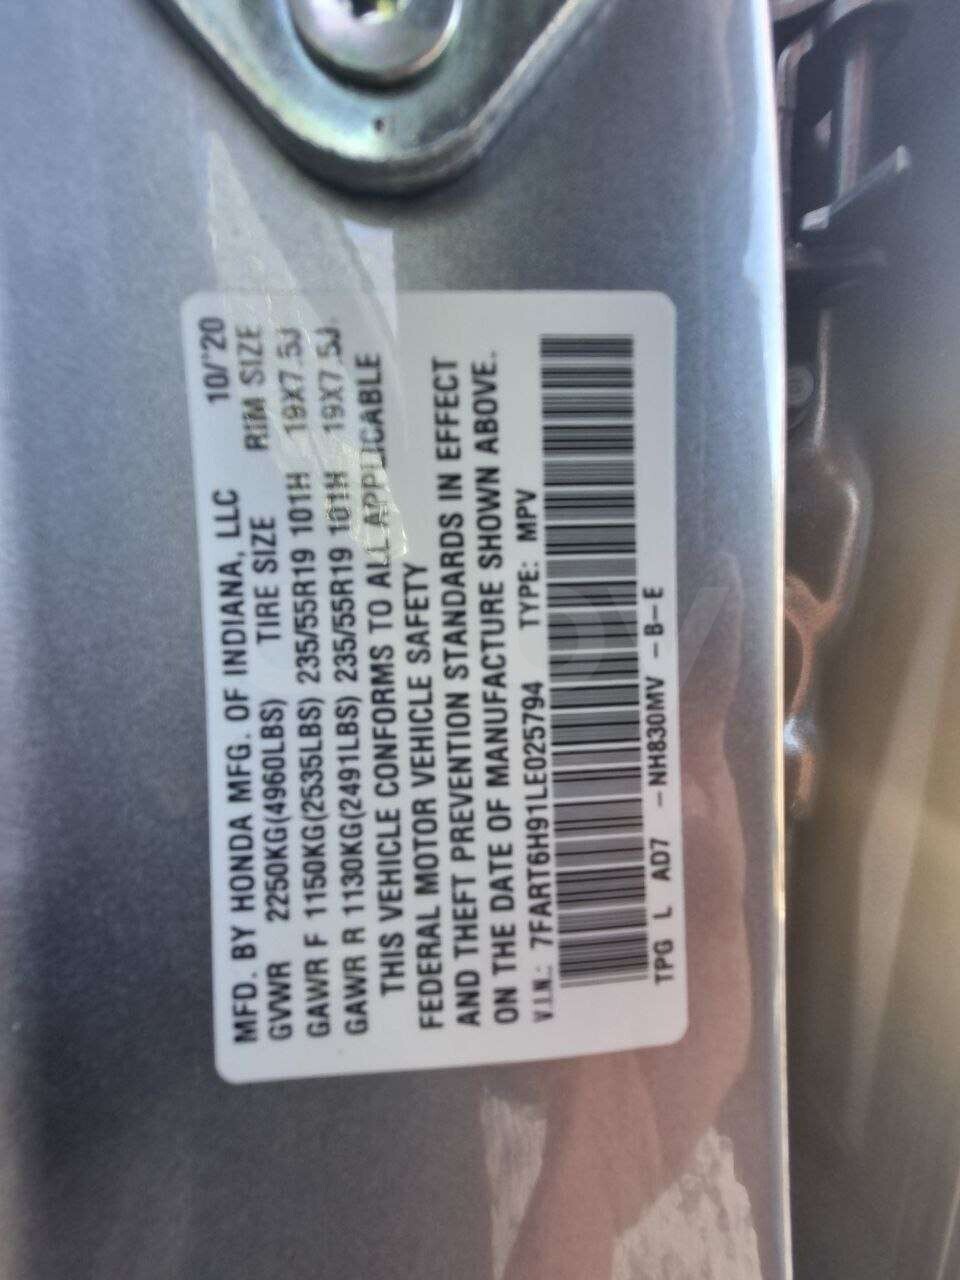 MFD. BY HONDA MFG. OF INDIANA, LLC 10/'20
GVWR 2250KG(4960LBS) TIRE SIZE RIM SIZE
GAWR F 1150KG(2535LBS) 235/55R19 101H 19X7.5J
GAWR R 1130KG(2491LBS) 235/55R19 101H 19X7.5J
THIS VEHICLE CONFORMS TO ALL APPLICABLE
FEDERAL MOTOR VEHICLE SAFETY
AND THEFT PREVENTION STANDARDS IN EFFECT
ON THE DATE OF MANUFACTURE SHOWN ABOVE.
V.I.N.: 7FART6H91LE025794 TYPE: MPV
TPG L AD7 -NH830MV -B-E